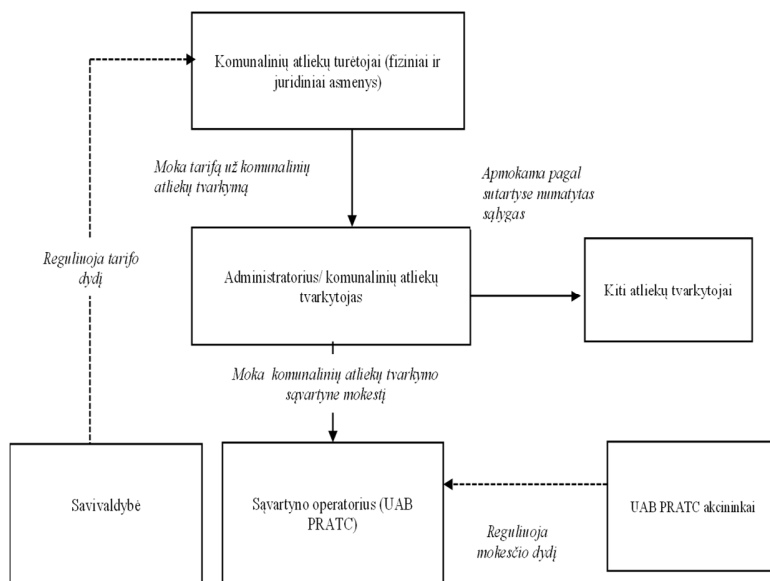 Komunalinių atliekų turėtojai (fiziniai ir
juridiniai asmenys)
Moka tarifą už komunalinių
atliekų tvarkymą
Apmokama pagal
sutartyse numatytas
sąlygas
Reguliuoja tarifo
dydį
Administratorius/ komunalinių atliekų
tvarkytojas
Kiti atliekų tvarkytojai
Moka komunalinių atliekų tvarkymo
sąvartyne mokestį
Savivaldybė
Sąvartyno operatorius (UAB
PRATC)
UAB PRATC akcininkai
Reguliuoja
mokesčio dydį